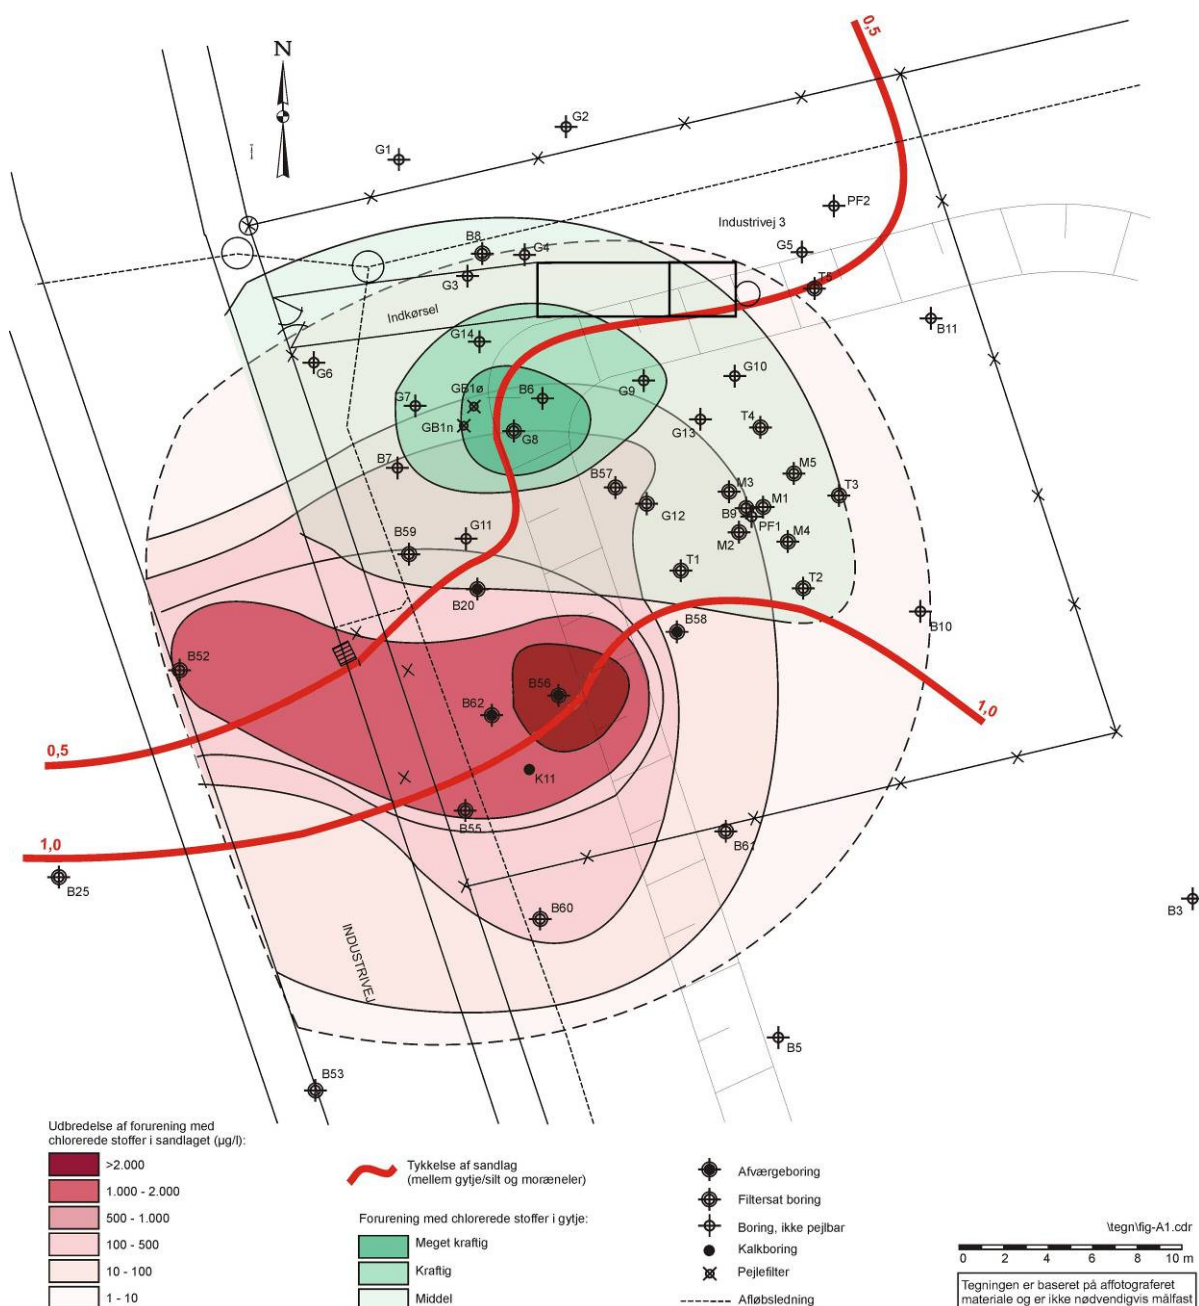 0,5
N
G2
G1
PF2
Industrivej 3
B8
G4
G5
G3
T5
Indkørsel
B11
G14
G6
G10
GB1ø
B6
G9
G7
T4
G13
GB1n
G8
B7
M5
B57
M3
T3
M1
B9
G12
PF1
G11
M2
M4
B59
T1
T2
B20
B10
B58
B52
B56
B62
1,0
0,5
K11
B55
1,0
B61
B25
B3
B60
INDUSTRIVEJ
B5
B53
Udbredelse af forurening med
chlorerede stoffer i sandlaget (µg/l):
>2.000
1.000 - 2.000
500 - 1.000
100 - 500
10 - 100
1 - 10
Tykkelse af sandlag
(mellem gytje/silt og moræneler)
Forurening med chlorerede stoffer i gytje:
Meget kraftig
Kraftig
Middel
Afværgeboring
Filtersat boring
Boring, ikke pejlbar
Kalkboring
Pejlefilter
Afløbsledning
\tegn\fig-A1.cdr
0 2 4 6 8 10 m
Tegningen er baseret på affotograferet
materiale og er ikke nødvendigvis målfast